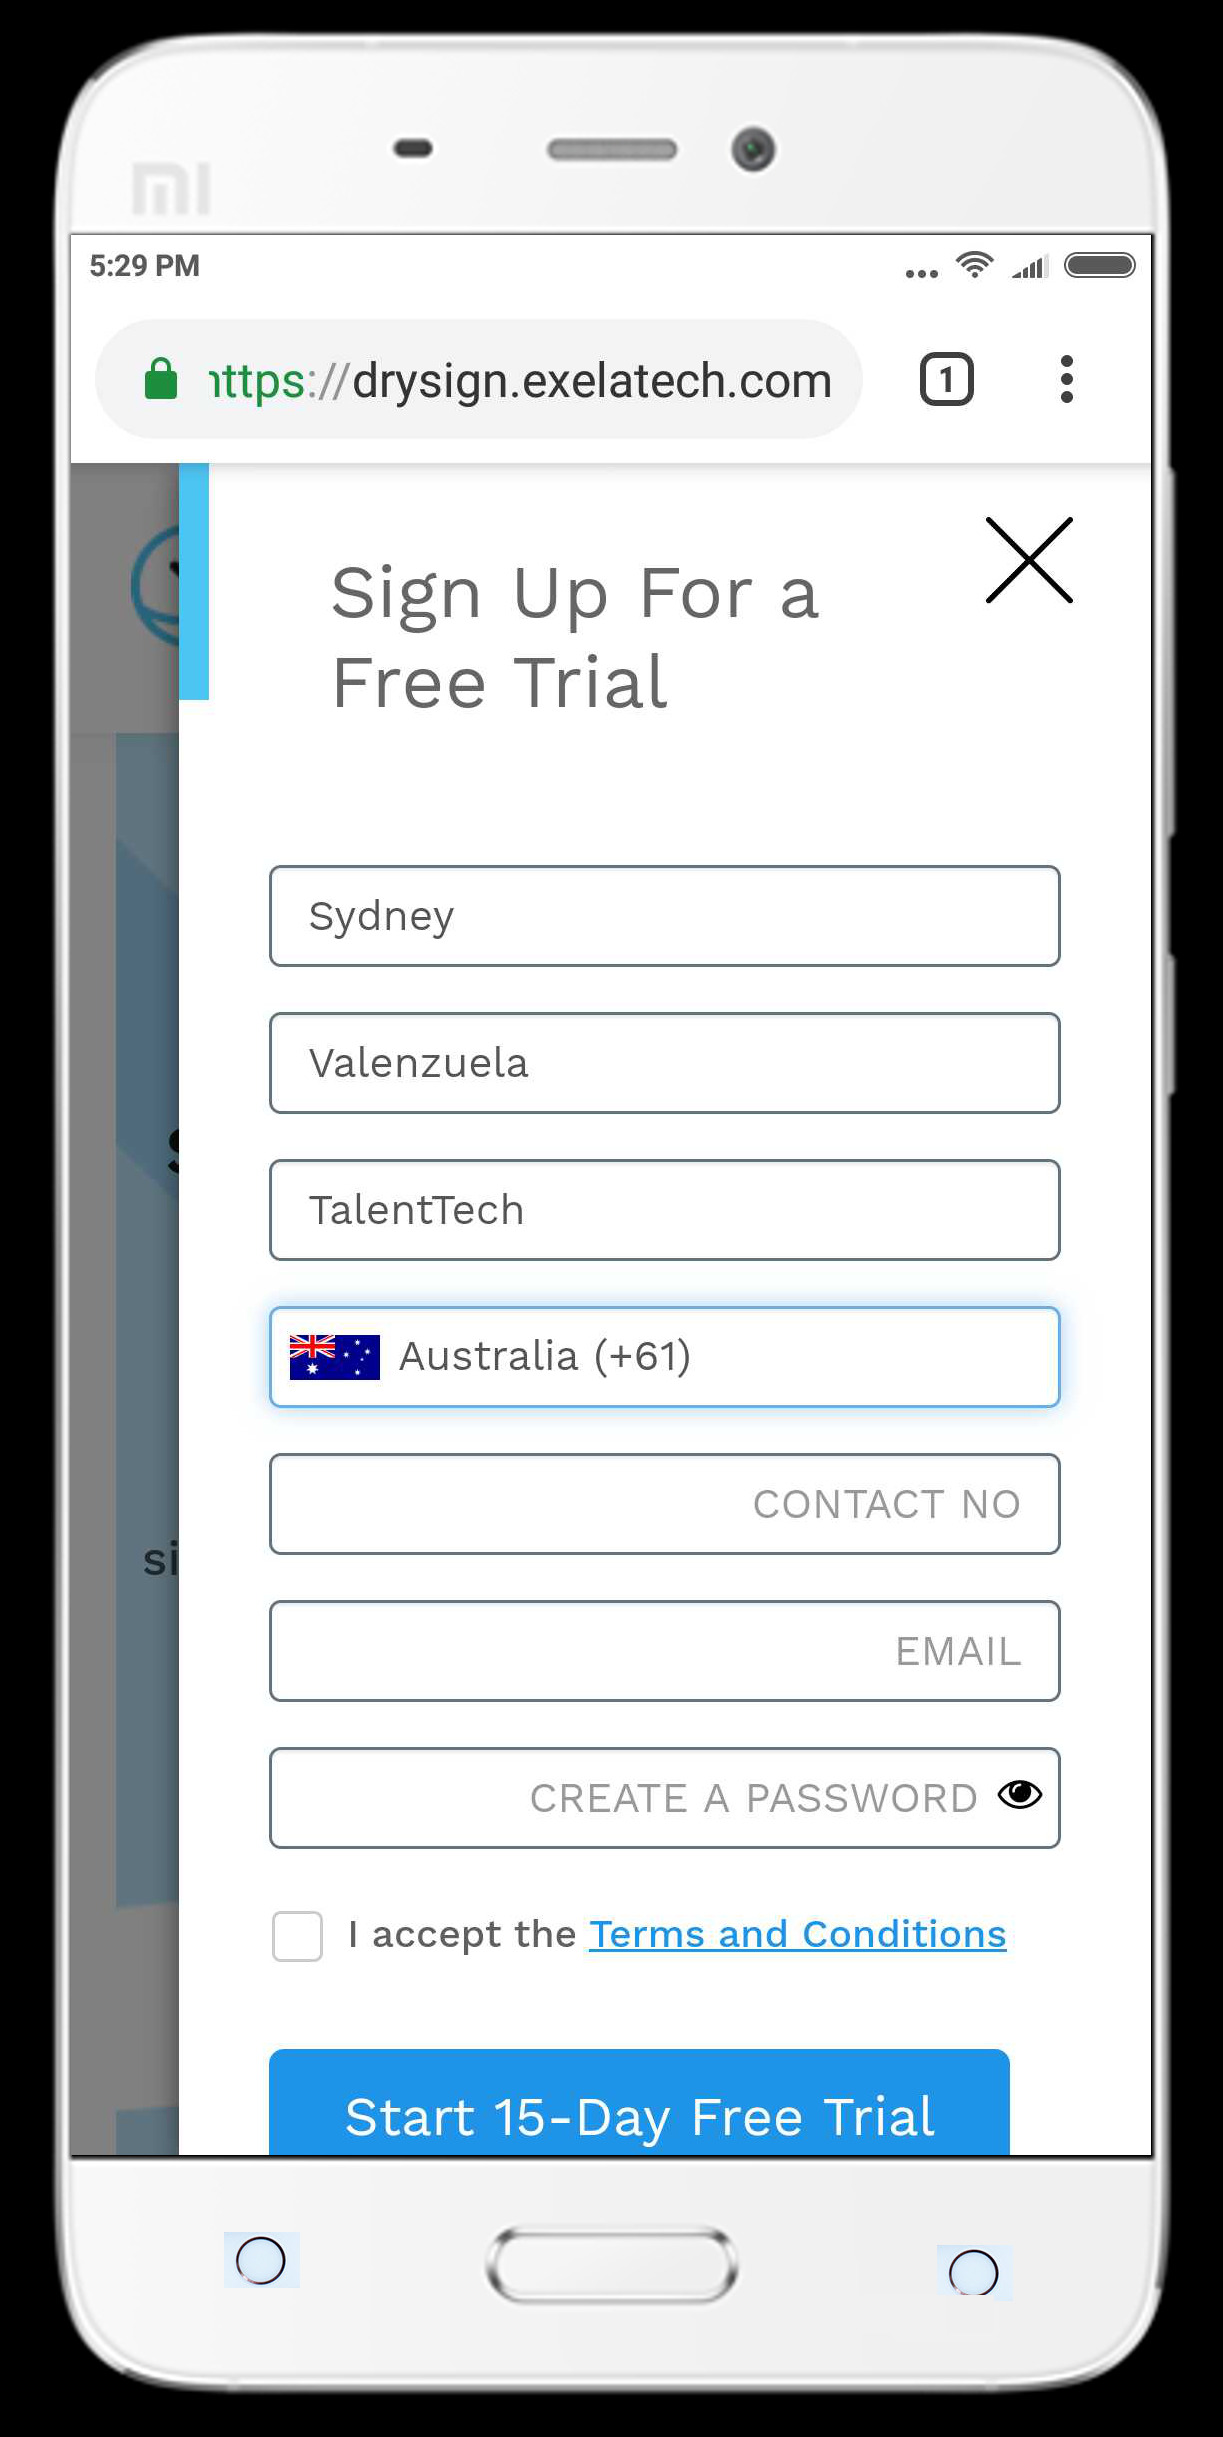 MI
5:29 PM
https://drysign.exelatech.com
1
Sign Up For a
Free Trial
Sydney
Valenzuela
TalentTech
Australia (+61)
CONTACT NO
EMAIL
CREATE A PASSWORD
si
I accept the Terms and Conditions
Start 15-Day Free Trial